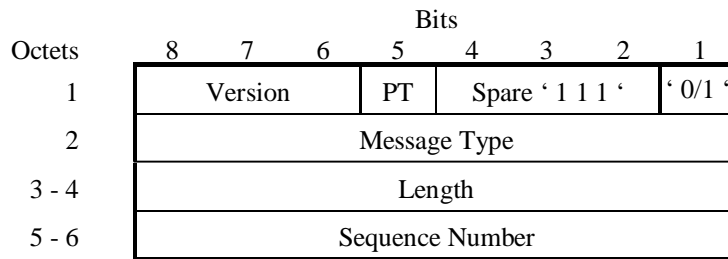 Bits
Octets 8 7 6 5 4 3 2 1
1 Version PT Spare ‘ 1 1 1 ‘ ‘ 0/1 ‘
2 Message Type
3 - 4 Length
5 - 6 Sequence Number